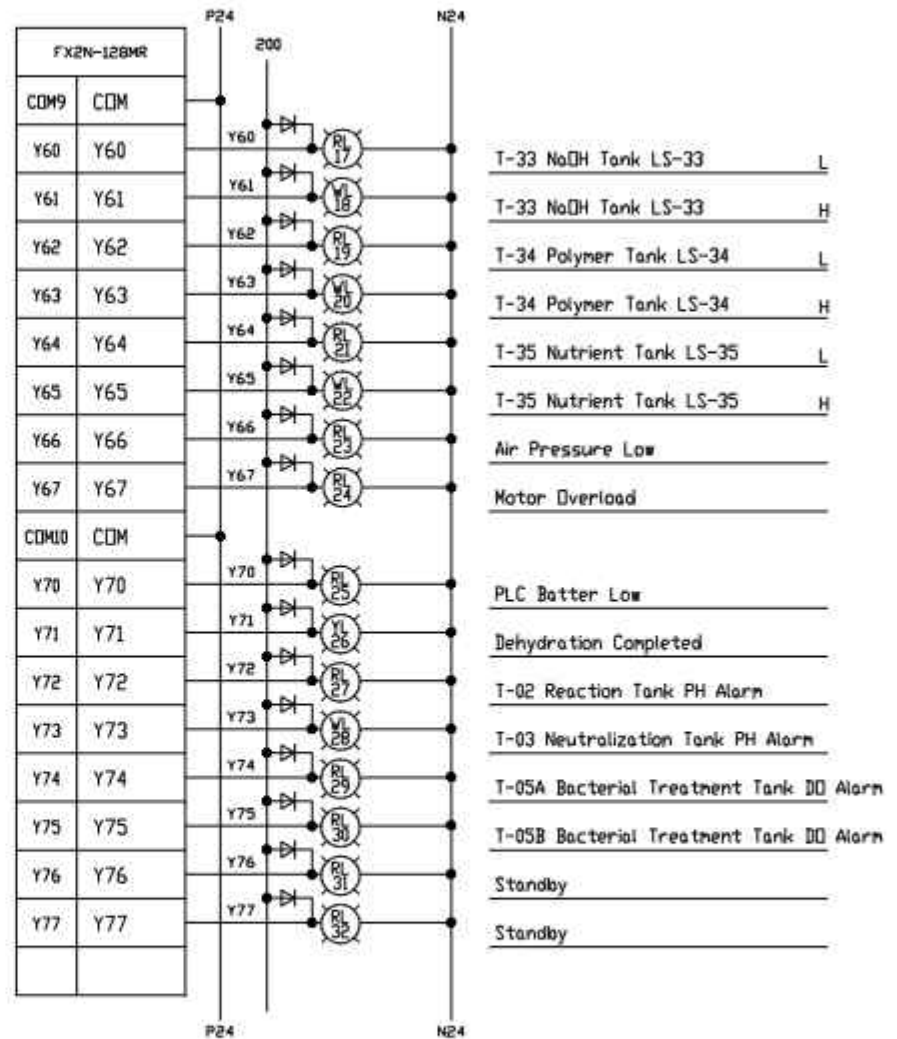 P24 N24
FX2N-128MR 200
COM9 COM
Y60 Y60 Y60 RL 17 T-33 NaOH Tank LS-33 L
Y61 Y61 Y61 WL 18 T-33 NaOH Tank LS-33 H
Y62 Y62 Y62 RL 19 T-34 Polymer Tank LS-34 L
Y63 Y63 Y63 WL 20 T-34 Polymer Tank LS-34 H
Y64 Y64 Y64 RL 21 T-35 Nutrient Tank LS-35 L
Y65 Y65 Y65 WL 22 T-35 Nutrient Tank LS-35 H
Y66 Y66 Y66 RL 23 Air Pressure Low
Y67 Y67 Y67 RL 24 Motor Overload
COM10 COM
Y70 Y70 Y70 RL 25 PLC Batter Low
Y71 Y71 Y71 YL 26 Dehydration Completed
Y72 Y72 Y72 RL 27 T-02 Reaction Tank PH Alarm
Y73 Y73 Y73 WL 28 T-03 Neutralization Tank PH Alarm
Y74 Y74 Y74 RL 29 T-05A Bacterial Treatment Tank DO Alarm
Y75 Y75 Y75 RL 30 T-05B Bacterial Treatment Tank DO Alarm
Y76 Y76 Y76 RL 31 Standby
Y77 Y77 Y77 RL 32 Standby
P24 N24